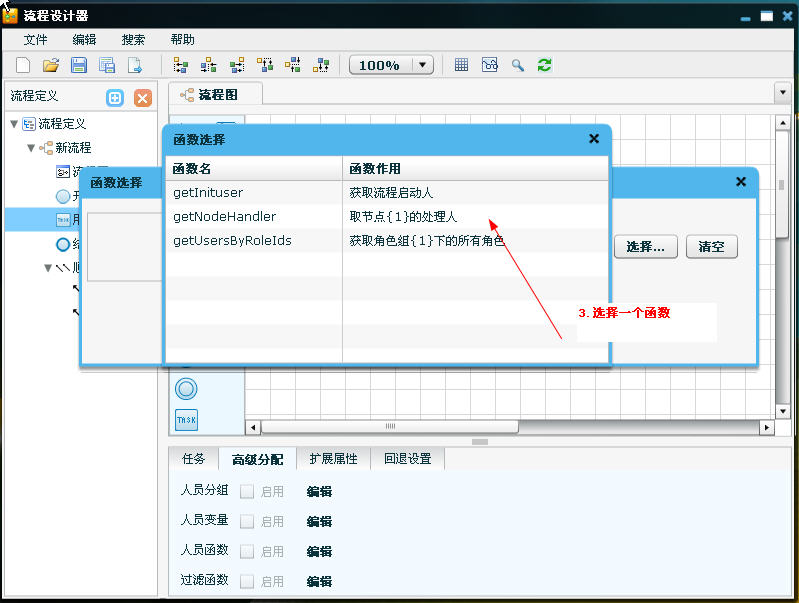 流程设计器
文件 编辑 搜索 帮助
100%
流程定义
流程图
流程定义
新流程
函数选择
函数选择
函数名 函数作用
getInituser 获取流程启动人
getNodeHandler 取节点{1}的处理人
getUsersByRoleIds 获取角色组{1}下的所有角色
选择... 清空
3.选择一个函数
TASK
TASK
任务 高级分配 扩展属性 回退设置
人员分组 启用 编辑
人员变量 启用 编辑
人员函数 启用 编辑
过滤函数 启用 编辑